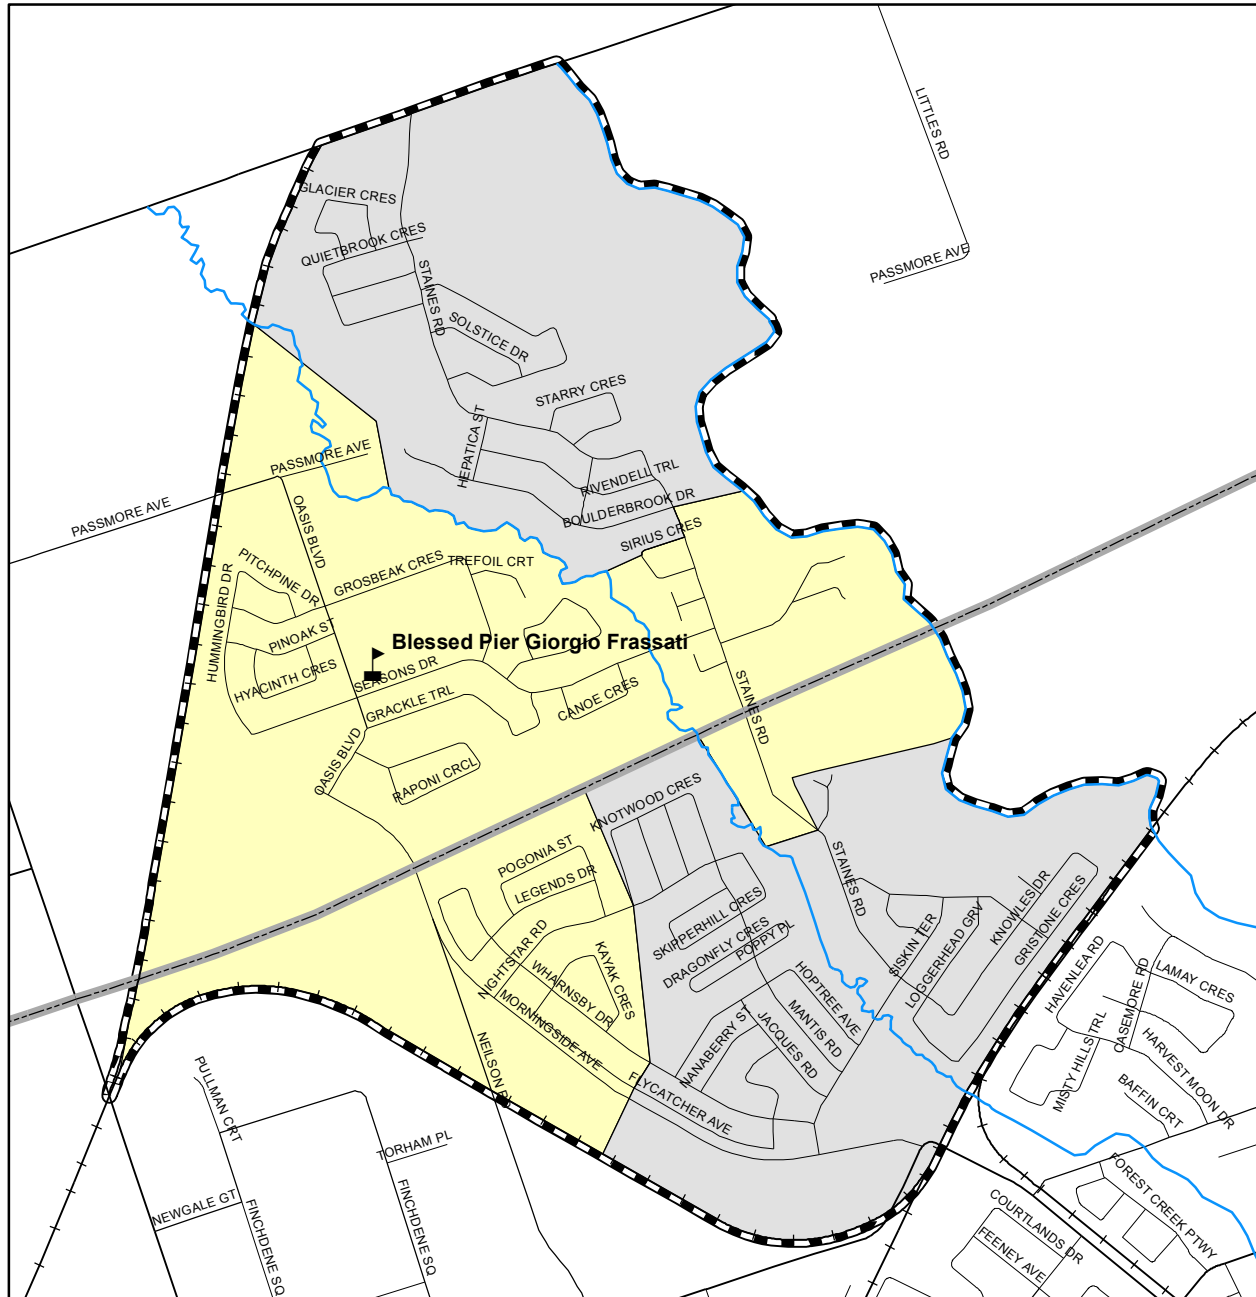 LITTLES RD
GLACIER CRES
QUIETBROOK CRES
PASSMORE AVE
STAINES RD
SOLSTICE DR
STARRY CRES
HEPATICA ST
PASSMORE AVE
RIVENDELL TRL
PASSMORE AVE
OASIS BLVD
BOULDERBROOK DR
SIRIUS CRES
TREFOIL CRT
GROSBEAK CRES
PITCHPINE DR
HUMMINGBIRD DR
PINOAK ST
Blessed Pier Giorgio Frassati
HYACINTH CRES
SEASONS DR
GRACKLE TRL
CANOE CRES
STAINES RD
OASIS BLVD
RAPONI CRCL
KNOTWOOD CRES
POGONIA ST
LEGENDS DR
STAINES RD
SKIPPERHILL CRES
DRAGONFLY CRES
POPPY PL
SISKIN TER
LOGGERHEAD GRV
KNOWLES DR
GRISTONE CRES
NIGHTSTAR RD
WHARNSBY DR
KAYAK CRES
MORNINGSIDE AVE
HOPTREE AVE
MANTIS RD
JACQUES RD
NANABERRY ST
HAVENLEA RD
CASEMORE RD
LAMAY CRES
MISTY HILLS TRL
HARVEST MOON DR
BAFFIN CRT
NEILSON RD
FLYCATCHER AVE
PULLMAN CRT
TORHAM PL
NEWGALE GT
FINCHDENE SQ
FINCHDENE SQ
FOREST CREEK PTWY
COURTLANDS DR
FEENEY AVE